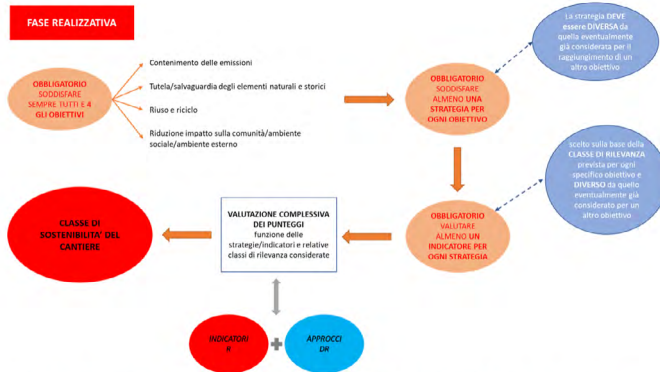 FASE REALIZZATIVA
OBBLIGATORIO
SODDISFARE
SEMPRE TUTTI E 4
GLI OBIETTIVI
Contenimento delle emissioni
Tutela/salvaguardia degli elementi naturali e storici
Riuso e riciclo
Riduzione impatto sulla comunità/ambiente
sociale/ambiente esterno
OBBLIGATORIO
SODDISFARE
ALMENO UNA
STRATEGIA PER
OGNI OBIETTIVO
La strategia DEVE
essere DIVERSA da
quella eventualmente
già considerata per il
raggiungimento di un
altro obiettivo
OBBLIGATORIO
VALUTARE
ALMENO UN
INDICATORE PER
OGNI STRATEGIA
scelto sulla base della
CLASSE DI RILEVANZA
prevista per ogni
specifico obiettivo e
DIVERSO da quello
eventualmente già
considerato per un
altro obiettivo
VALUTAZIONE COMPLESSIVA
DEI PUNTEGGI
funzione delle
strategie/indicatori e relative
classi di rilevanza considerate
CLASSE DI
SOSTENIBILITA' DEL
CANTIERE
INDICATORI
APPROCCI
DR